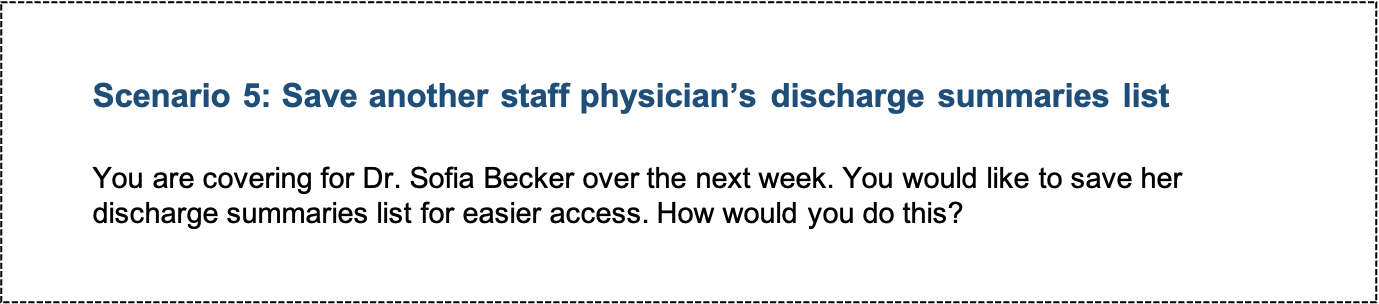 Scenario 5: Save another staff physician’s discharge summaries list
You are covering for Dr. Sofia Becker over the next week. You would like to save her
discharge summaries list for easier access. How would you do this?